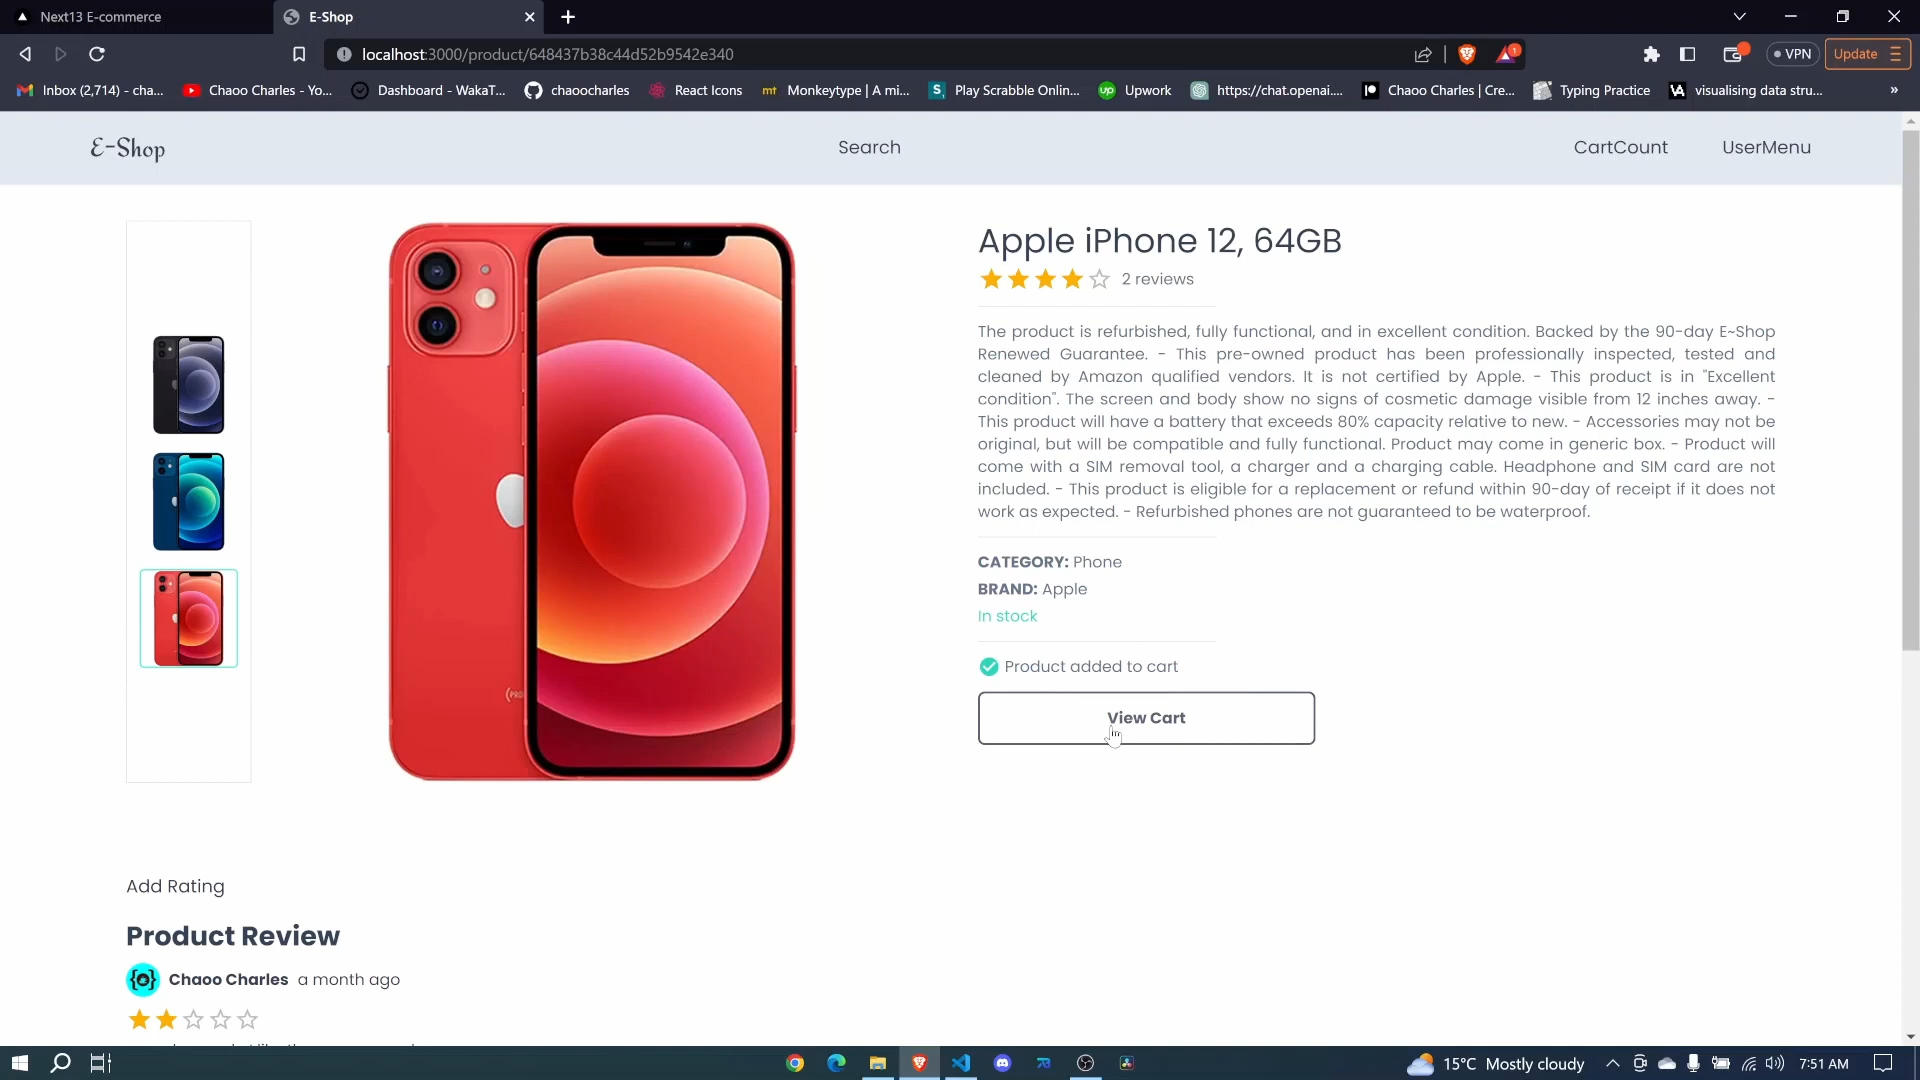 Next13 E-commerce
E-Shop
localhost:3000/product/648437b38c44d52b9542e340
1
VPN
Update
Inbox (2,714) - cha...
Chaoo Charles - Yo...
Dashboard - WakaT...
chaoocharles
React Icons
mt
Monkeytype | A mi...
S.
Play Scrabble Onlin...
up
Upwork
https://chat.openai....
Chaoo Charles | Cre...
Typing Practice
VA
visualising data stru...
»
E-Shop
Search
CartCount
UserMenu
Apple iPhone 12, 64GB
2 reviews
The product is refurbished, fully functional, and in excellent condition. Backed by the 90-day E~Shop
Renewed Guarantee. - This pre-owned product has been professionally inspected, tested and
cleaned by Amazon qualified vendors. It is not certified by Apple. - This product is in "Excellent
condition". The screen and body show no signs of cosmetic damage visible from 12 inches away. -
This product will have a battery that exceeds 80% capacity relative to new. - Accessories may not be
original, but will be compatible and fully functional. Product may come in generic box. - Product will
come with a SIM removal tool, a charger and a charging cable. Headphone and SIM card are not
included. - This product is eligible for a replacement or refund within 90-day of receipt if it does not
work as expected. - Refurbished phones are not guaranteed to be waterproof.
CATEGORY: Phone
BRAND: Apple
In stock
Product added to cart
View Cart
Add Rating
Product Review
Chaoo Charles a month ago
15°C Mostly cloudy
7:51 AM